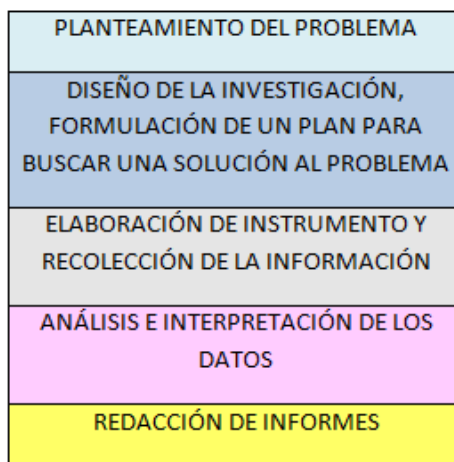 PLANTEAMIENTO DEL PROBLEMA
DISEÑO DE LA INVESTIGACIÓN,
FORMULACIÓN DE UN PLAN PARA
BUSCAR UNA SOLUCIÓN AL PROBLEMA
ELABORACIÓN DE INSTRUMENTO Y
RECOLECCIÓN DE LA INFORMACIÓN
ANÁLISIS E INTERPRETACIÓN DE LOS
DATOS
REDACCIÓN DE INFORMES